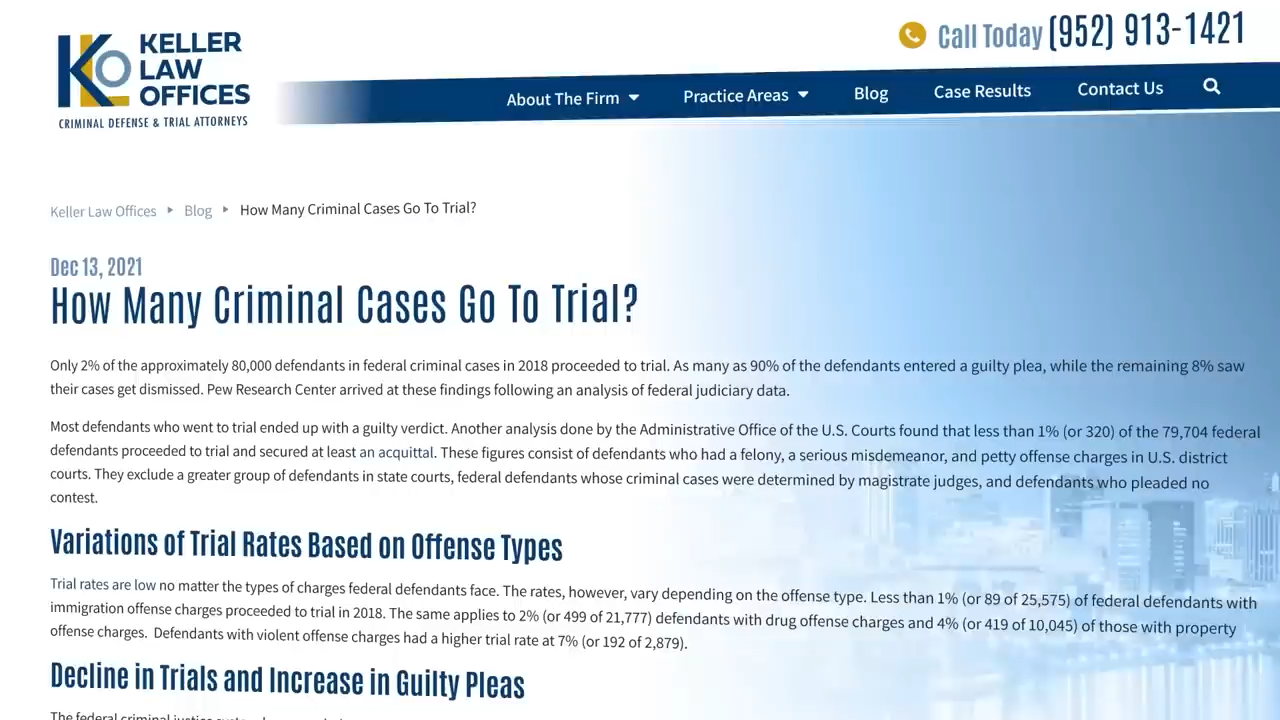 KELLER
LAW
OFFICES
CRIMINAL DEFENSE & TRIAL ATTORNEYS
Call Today (952) 913-1421
About The Firm Practice Areas Blog Case Results Contact Us
Keller Law Offices Blog How Many Criminal Cases Go To Trial?
Dec 13, 2021
How Many Criminal Cases Go To Trial?
Only 2% of the approximately 80,000 defendants in federal criminal cases in 2018 proceeded to trial. As many as 90% of the defendants entered a guilty plea, while the remaining 8% saw
their cases get dismissed. Pew Research Center arrived at these findings following an analysis of federal judiciary data.
Most defendants who went to trial ended up with a guilty verdict. Another analysis done by the Administrative Office of the U.S. Courts found that less than 1% (or 320) of the 79,704 federal
defendants proceeded to trial and secured at least an acquittal. These figures consist of defendants who had a felony, a serious misdemeanor, and petty offense charges in U.S. district
courts. They exclude a greater group of defendants in state courts, federal defendants whose criminal cases were determined by magistrate judges, and defendants who pleaded no
contest.
Variations of Trial Rates Based on Offense Types
Trial rates are low no matter the types of charges federal defendants face. The rates, however, vary depending on the offense type. Less than 1% (or 89 of 25,575) of federal defendants with
immigration offense charges proceeded to trial in 2018. The same applies to 2% (or 499 of 21,777) defendants with drug offense charges and 4% (or 419 of 10,045) of those with property
offense charges. Defendants with violent offense charges had a higher trial rate at 7% (or 192 of 2,879).
Decline in Trials and Increase in Guilty Pleas
The federal criminal justice